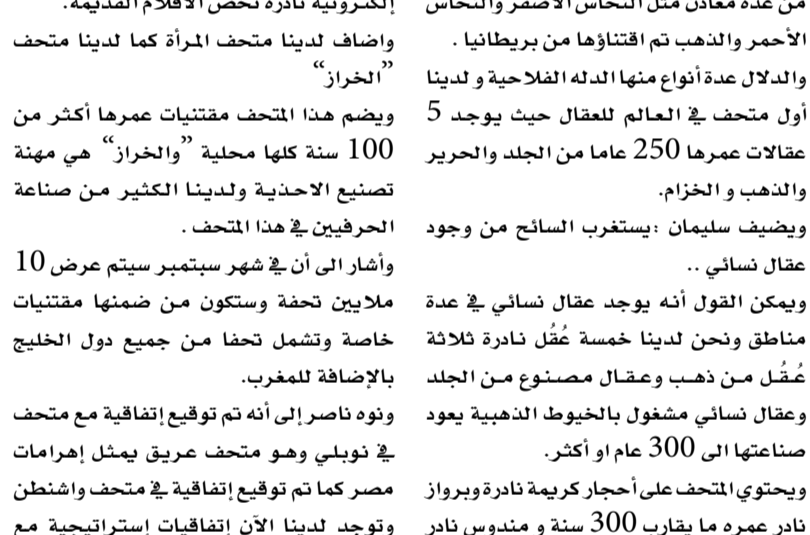 من عدة معادن مثل النحاس الأصفر والنحاس
الأحمر والذهب تم اقتناؤها من بريطانيا .
والدلال عدة أنواع منها الدله الفلاحية و لدينا
أول متحف في العالم للعقال حيث يوجد 5
عقالات عمرها 250 عاما من الجلد والحرير
والذهب و الخزام.
ويضيف سليمان :يستغرب السائح من وجود
عقال نسائي ..
ويمكن القول أنه يوجد عقال نسائي في عدة
مناطق ونحن لدينا خمسة عُقُل نادرة ثلاثة
عُقُل من ذهب وعقال مصنوع من الجلد
وعقال نسائي مشغول بالخيوط الذهبية يعود
صناعتها الى 300 عام او أكثر.
ويحتوي المتحف على أحجار كريمة نادرة وبرواز
نادر عمره ما يقارب 300 سنة و مندوس نادر
إلكترونية نادرة تخص الأفلام القديمة.
واضاف لدينا متحف المرأة كما لدينا متحف
”الخراز“
ويضم هذا المتحف مقتنيات عمرها أكثر من
100 سنة كلها محلية ”والخراز“ هي مهنة
تصنيع الاحذية ولدينا الكثير من صناعة
الحرفيين في هذا المتحف .
وأشار الى أن في شهر سبتمبر سيتم عرض 10
ملايين تحفة وستكون من ضمنها مقتنيات
خاصة وتشمل تحفا من جميع دول الخليج
بالإضافة للمغرب.
ونوه ناصر إلى أنه تم توقيع إتفاقية مع متحف
في نوبلي وهو متحف عريق يمثل إهرامات
مصر كما تم توقيع إتفاقية في متحف واشنطن
وتوجد لدينا الآن إتفاقيات إستراتيجية مع